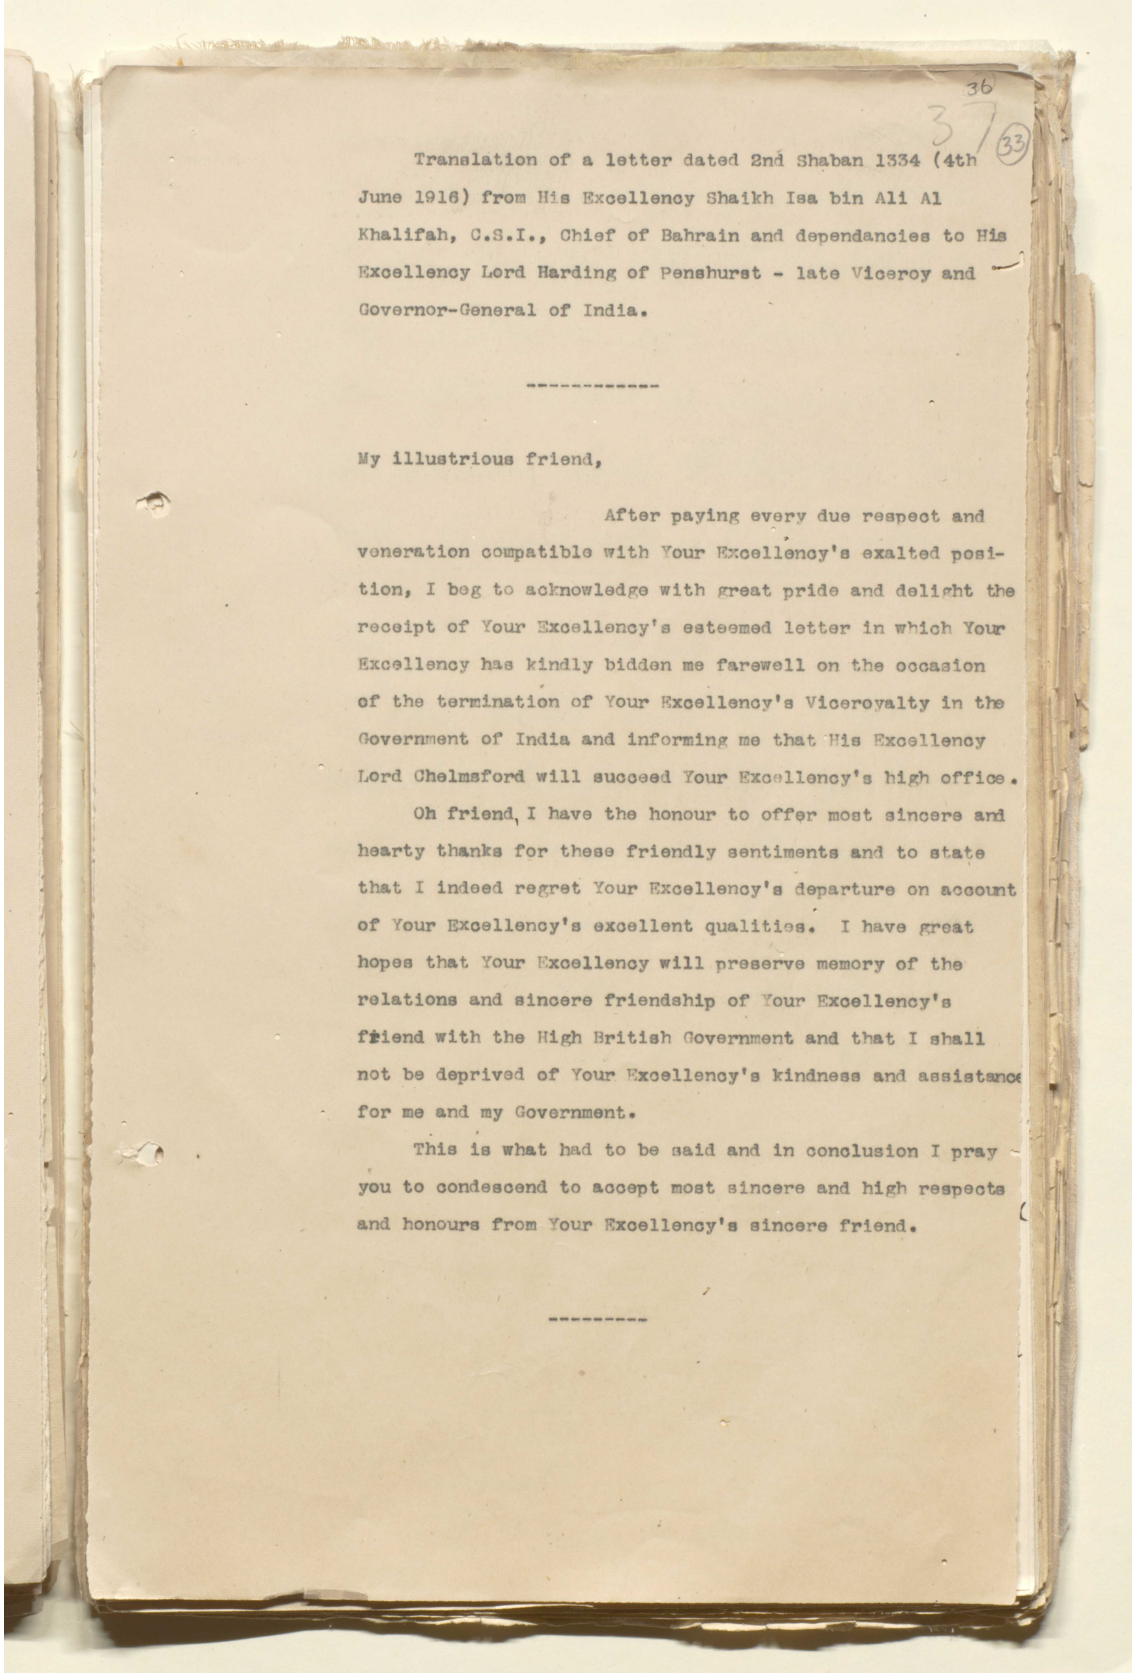 36
37
33
Translation of a letter dated 2nd Shaban 1334 (4th
June 1916) from His Excellency Shaikh Isa bin Ali Al
Khalifah, C.S.I., Chief of Bahrain and dependancies to His
Excellency Lord Harding of Penshurst - late Viceroy and
Governor-General of India.
------------
My illustrious friend,
After paying every due respect and
veneration compatible with Your Excellency's exalted posi-
tion, I beg to acknowledge with great pride and delight the
receipt of Your Excellency's esteemed letter in which Your
Excellency has kindly bidden me farewell on the occasion
of the termination of Your Excellency's Viceroyalty in the
Government of India and informing me that His Excellency
Lord Chelmsford will succeed Your Excellency's high office.
Oh friend, I have the honour to offer most sincere and
hearty thanks for these friendly sentiments and to state
that I indeed regret Your Excellency's departure on account
of Your Excellency's excellent qualities. I have great
hopes that Your Excellency will preserve memory of the
relations and sincere friendship of Your Excellency's
friend with the High British Government and that I shall
not be deprived of Your Excellency's kindness and assistance
for me and my Government.
This is what had to be said and in conclusion I pray
you to condescend to accept most sincere and high respects
and honours from Your Excellency's sincere friend.
---------